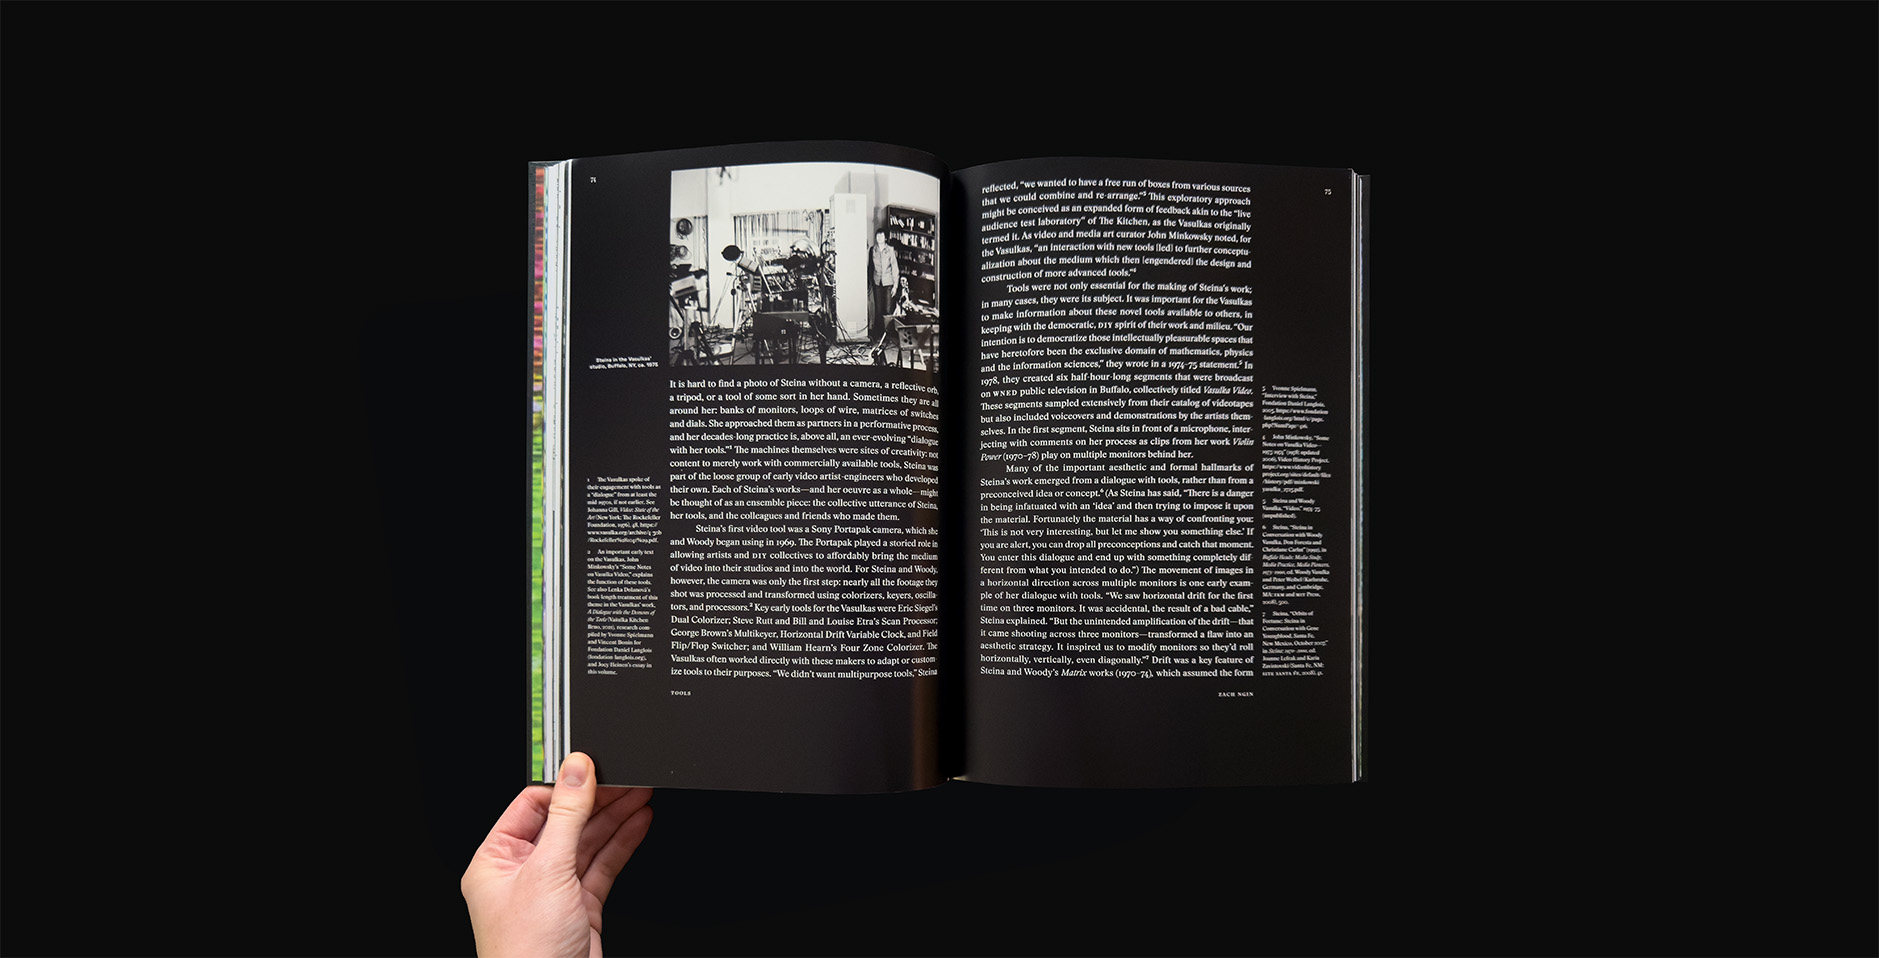 74
Steina in the Vasulkas'
studio, Buffalo, NY, ca. 1975
It is hard to find a photo of Steina without a camera, a reflective orb,
a tripod, or a tool of some sort in her hand. Sometimes they are all
around her: banks of monitors, loops of wire, matrices of switches
and dials. She approached them as partners in a performative process,
and her decades-long practice is, above all, an ever-evolving “dialogue
with her tools.”1 The machines themselves were sites of creativity: not
content to merely work with commercially available tools, Steina was
part of the loose group of early video artist-engineers who developed
their own. Each of Steina's works—and her oeuvre as a whole—might
be thought of as an ensemble piece: the collective utterance of Steina,
her tools, and the colleagues and friends who made them.
Steina's first video tool was a Sony Portapak camera, which she
and Woody began using in 1969. The Portapak played a storied role in
allowing artists and DIY collectives to affordably bring the medium
of video into their studios and into the world. For Steina and Woody,
however, the camera was only the first step: nearly all the footage they
shot was processed and transformed using colorizers, keyers, oscilla-
tors, and processors.2 Key early tools for the Vasulkas were Eric Siegel's
Dual Colorizer; Steve Rutt and Bill and Louise Etra's Scan Processor;
George Brown's Multikeyer, Horizontal Drift Variable Clock, and Field
Flip/Flop Switcher; and William Hearn's Four Zone Colorizer. The
Vasulkas often worked directly with these makers to adapt or custom-
ize tools to their purposes. “We didn't want multipurpose tools,” Steina
1 The Vasulkas spoke of
their engagement with tools as
a “dialogue” from at least the
mid-1970s, if not earlier. See
Johanna Gill, Video: State of the
Art (New York: The Rockefeller
Foundation, 1976), 48, https://
www.vasulka.org/archive/4-30b
2 An important early text
on the Vasulkas, John
Minkowsky's “Some Notes
on Vasulka Video,” explains
the function of these tools.
See also Lenka Dolanová's
book-length treatment of this
theme in the Vasulkas' work,
A Dialogue with the Demons of
the Tools (Vasulka Kitchen
Brno, 2021), research com-
piled by Yvonne Spielmann
and Vincent Bonin for
Fondation Daniel Langlois
(fondation-langlois.org),
and Joey Heinen's essay in
this volume.
TOOLS
75
reflected, “we wanted to have a free run of boxes from various sources
that we could combine and re-arrange.”3 This exploratory approach
might be conceived as an expanded form of feedback akin to the “live
audience test laboratory” of The Kitchen, as the Vasulkas originally
termed it. As video and media art curator John Minkowsky noted, for
the Vasulkas, “an interaction with new tools [led] to further conceptu-
alization about the medium which then [engendered] the design and
construction of more advanced tools.”4
Tools were not only essential for the making of Steina's work;
in many cases, they were its subject. It was important for the Vasulkas
to make information about these novel tools available to others, in
keeping with the democratic, DIY spirit of their work and milieu. “Our
intention is to democratize those intellectually pleasurable spaces that
have heretofore been the exclusive domain of mathematics, physics
and the information sciences,” they wrote in a 1974–75 statement.5 In
1978, they created six half-hour-long segments that were broadcast
on WNED public television in Buffalo, collectively titled Vasulka Video.
These segments sampled extensively from their catalog of videotapes
but also included voiceovers and demonstrations by the artists them-
selves. In the first segment, Steina sits in front of a microphone, inter-
jecting with comments on her process as clips from her work Violin
Power (1970–78) play on multiple monitors behind her.
Many of the important aesthetic and formal hallmarks of
Steina's work emerged from a dialogue with tools, rather than from a
preconceived idea or concept.6 (As Steina has said, “There is a danger
in being infatuated with an ‘idea’ and then trying to impose it upon
the material. Fortunately the material has a way of confronting you:
‘This is not very interesting, but let me show you something else.’ If
you are alert, you can drop all preconceptions and catch that moment.
You enter this dialogue and end up with something completely dif-
ferent from what you intended to do.”) The movement of images in
a horizontal direction across multiple monitors is one early exam-
ple of her dialogue with tools. “We saw horizontal drift for the first
time on three monitors. It was accidental, the result of a bad cable,”
Steina explained. “But the unintended amplification of the drift—that
it came shooting across three monitors—transformed a flaw into an
aesthetic strategy. It inspired us to modify monitors so they'd roll
horizontally, vertically, even diagonally.”7 Drift was a key feature of
Steina and Woody's Matrix works (1970–74), which assumed the form
3 Yvonne Spielmann,
“Interview with Steina,”
Fondation Daniel Langlois,
2005, https://www.fondation
-langlois.org/html/e/page.
4 John Minkowsky, “Some
Notes on Vasulka Video—
Video History Project,
https://www.videohistory
project.org/sites/default/files
5 Steina and Woody
Vasulka, “Video,” 1974–75
(unpublished).
6 Steina, “Steina in
Conversation with Woody
Vasulka, Don Foresta and
Christiane Carlut” (1992), in
Buffalo Heads: Media Study,
Media Practice, Media Pioneers,
1973–1990, ed. Woody Vasulka
and Peter Weibel (Karlsruhe,
Germany, and Cambridge,
MA: ZKM and MIT Press,
2008),
7 Steina, “Orbits of
Fortune: Steina in
Conversation with Gene
Youngblood, Santa Fe,
New Mexico, October 2007,”
in Steina: 1970–2000, ed.
Joanne Lefrak and Karin
Zavistovski (Santa Fe, NM:
SITE SANTA FE, 2008),
ZACH NGIN